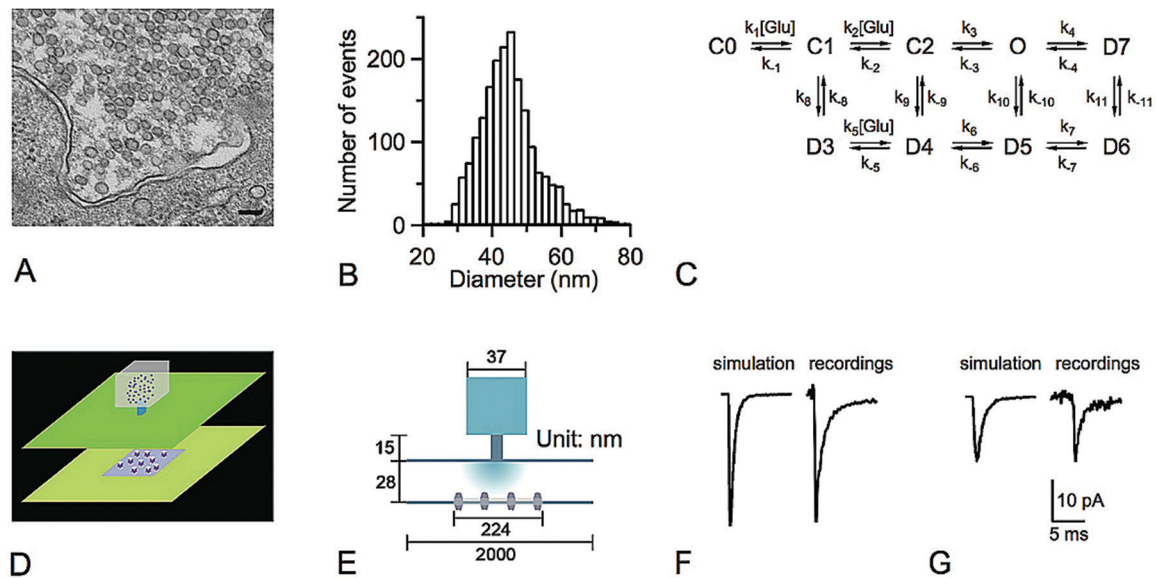 A
Number of events
200
100
0
20 40 60 80
Diameter (nm)
B
k1[Glu] k2[Glu] k3 k4
C0 C1 C2 O D7
k-1 k-2 k-3 k-4
k8 k-8 k9 k-9 k10 k-10 k11 k-11
k5[Glu] k6 k7
D3 D4 D5 D6
k-5 k-6 k-7
C
D
37
15
Unit: nm
28
224
2000
E
simulation recordings
F
simulation recordings
10 pA
5 ms
G